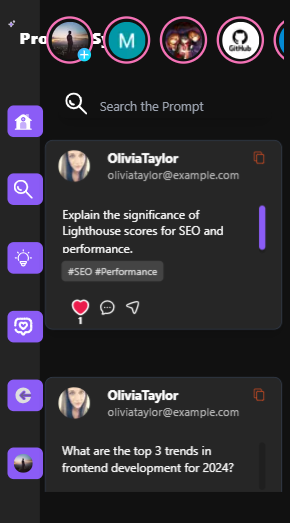 Pro Sy
M
GitHub
Search the Prompt
OliviaTaylor
oliviataylor@example.com
Explain the significance of
Lighthouse scores for SEO and
performance.
#SEO #Performance
1
OliviaTaylor
oliviataylor@example.com
What are the top 3 trends in
frontend development for 2024?